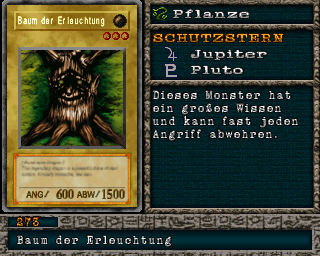 Baum der Erleuchtung
ANG/ 600 ABW/1500
Pflanze
SCHUTZSTERN
♃ Jupiter
♇ Pluto
Dieses Monster hat
ein großes Wissen
und kann fast jeden
Angriff abwehren.
273
Baum der Erleuchtung